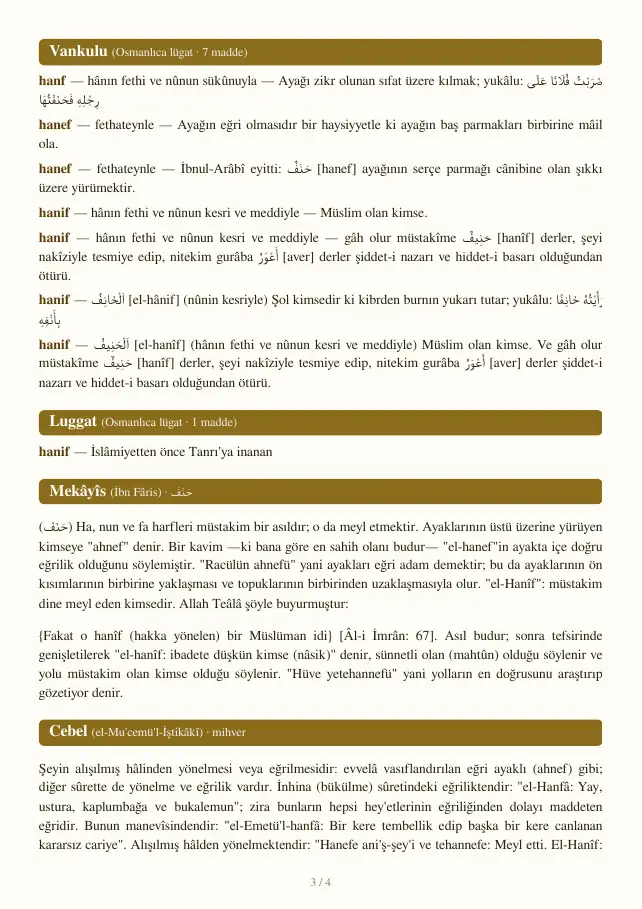 Vankulu (Osmanlıca lügat · 7 madde)
hanf — hânın fethi ve nûnun sükûnuyla — Ayağı zikr olunan sıfat üzere kılmak; yukâlu: ضَرَبْتُ فُلَانًا عَلَى
رِجْلِهِ فَحَنَفْتُهَا
hanef — fethateynle — Ayağın eğri olmasıdır bir haysiyyetle ki ayağın baş parmakları birbirine mâil
ola.
hanef — fethateynle — İbnul-Arâbî eyitti: حَنَفٌ [hanef] ayağının serçe parmağı cânibine olan şıkkı
üzere yürümektir.
hanif — hânın fethi ve nûnun kesri ve meddiyle — Müslim olan kimse.
hanif — hânın fethi ve nûnun kesri ve meddiyle — gâh olur müstakîme حَنِيفٌ [hanîf] derler, şeyi
nakîziyle tesmiye edip, nitekim gurâba أَعْوَرُ [aver] derler şiddet-i nazarı ve hiddet-i basarı olduğundan
ötürü.
hanif — اَلْحَانِفُ [el-hânif] (nûnin kesriyle) Şol kimsedir ki kibrden burnın yukarı tutar; yukâlu: رَأَيْتُهُ حَانِفًا
بِأَنْفِهِ
hanif — اَلْحَنِيفُ [el-hanîf] (hânın fethi ve nûnun kesri ve meddiyle) Müslim olan kimse. Ve gâh olur
müstakîme حَنِيفٌ [hanîf] derler, şeyi nakîziyle tesmiye edip, nitekim gurâba أَعْوَرُ [aver] derler şiddet-i
nazarı ve hiddet-i basarı olduğundan ötürü.
Luggat (Osmanlıca lügat · 1 madde)
hanif — İslâmiyetten önce Tanrı'ya inanan
Mekâyîs (İbn Fâris) · حَنَفَ
(حَنَفَ) Ha, nun ve fa harfleri müstakim bir asıldır; o da meyl etmektir. Ayaklarının üstü üzerine yürüyen
kimseye "ahnef" denir. Bir kavim —ki bana göre en sahih olanı budur— "el-hanef"in ayakta içe doğru
eğrilik olduğunu söylemiştir. "Racülün ahnefü" yani ayakları eğri adam demektir; bu da ayaklarının ön
kısımlarının birbirine yaklaşması ve topuklarının birbirinden uzaklaşmasıyla olur. "el-Hanîf": müstakim
dine meyl eden kimsedir. Allah Teâlâ şöyle buyurmuştur:
{Fakat o hanîf (hakka yönelen) bir Müslüman idi} [Âl-i İmrân: 67]. Asıl budur; sonra tefsirinde
genişletilerek "el-hanîf: ibadete düşkün kimse (nâsik)" denir, sünnetli olan (mahtûn) olduğu söylenir ve
yolu müstakim olan kimse olduğu söylenir. "Hüve yetehannefü" yani yolların en doğrusunu araştırıp
gözetiyor denir.
Cebel (el-Mu'cemü'l-İştikâkî) · mihver
Şeyin alışılmış hâlinden yönelmesi veya eğrilmesidir: evvelâ vasıflandırılan eğri ayaklı (ahnef) gibi;
diğer sûrette de yönelme ve eğrilik vardır. İnhina (bükülme) sûretindeki eğriliktendir: "el-Hanfâ: Yay,
ustura, kaplumbağa ve bukalemun"; zira bunların hepsi hey'etlerinin eğriliğinden dolayı maddeten
eğridir. Bunun manevîsindendir: "el-Emetü'l-hanfâ: Bir kere tembellik edip başka bir kere canlanan
kararsız cariye". Alışılmış hâlden yönelmektendir: "Hanefe ani'ş-şey'i ve tehannefe: Meyl etti. El-Hanîf:
3 / 4